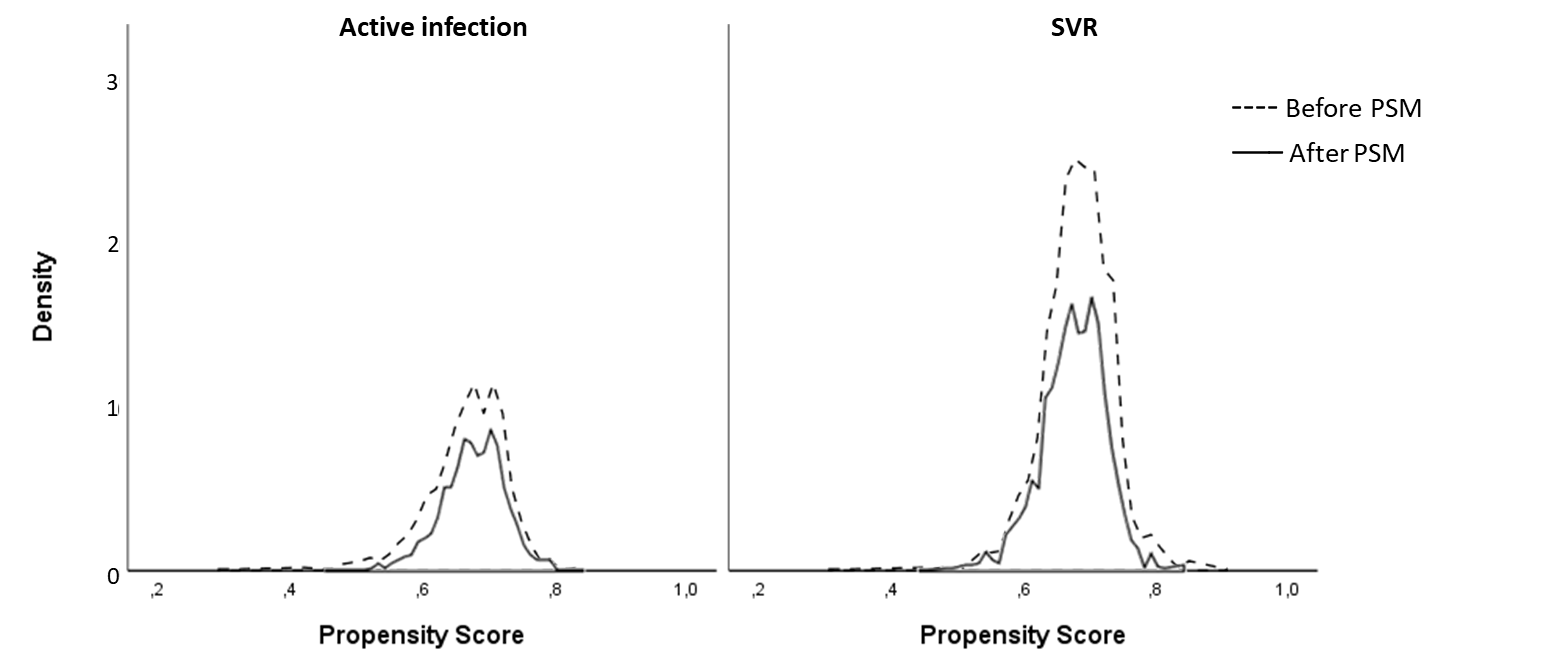 Active infection
SVR
3
2
1
0
Density
Before PSM
After PSM
,2 ,4 ,6 ,8 1,0
,2 ,4 ,6 ,8 1,0
Propensity Score
Propensity Score